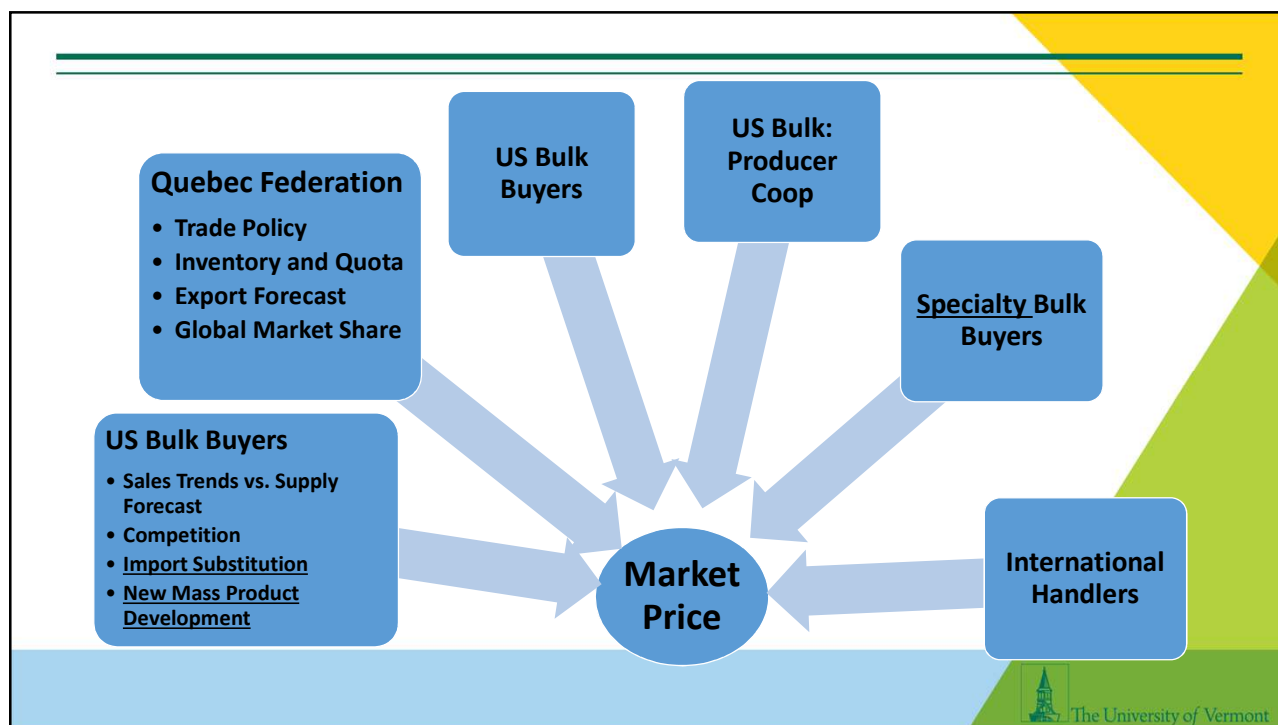 Quebec Federation
• Trade Policy
• Inventory and Quota
• Export Forecast
• Global Market Share
US Bulk
Buyers
US Bulk:
Producer
Coop
Specialty Bulk
Buyers
US Bulk Buyers
• Sales Trends vs. Supply
Forecast
• Competition
• Import Substitution
• New Mass Product
Development
Market
Price
International
Handlers
The University of Vermont